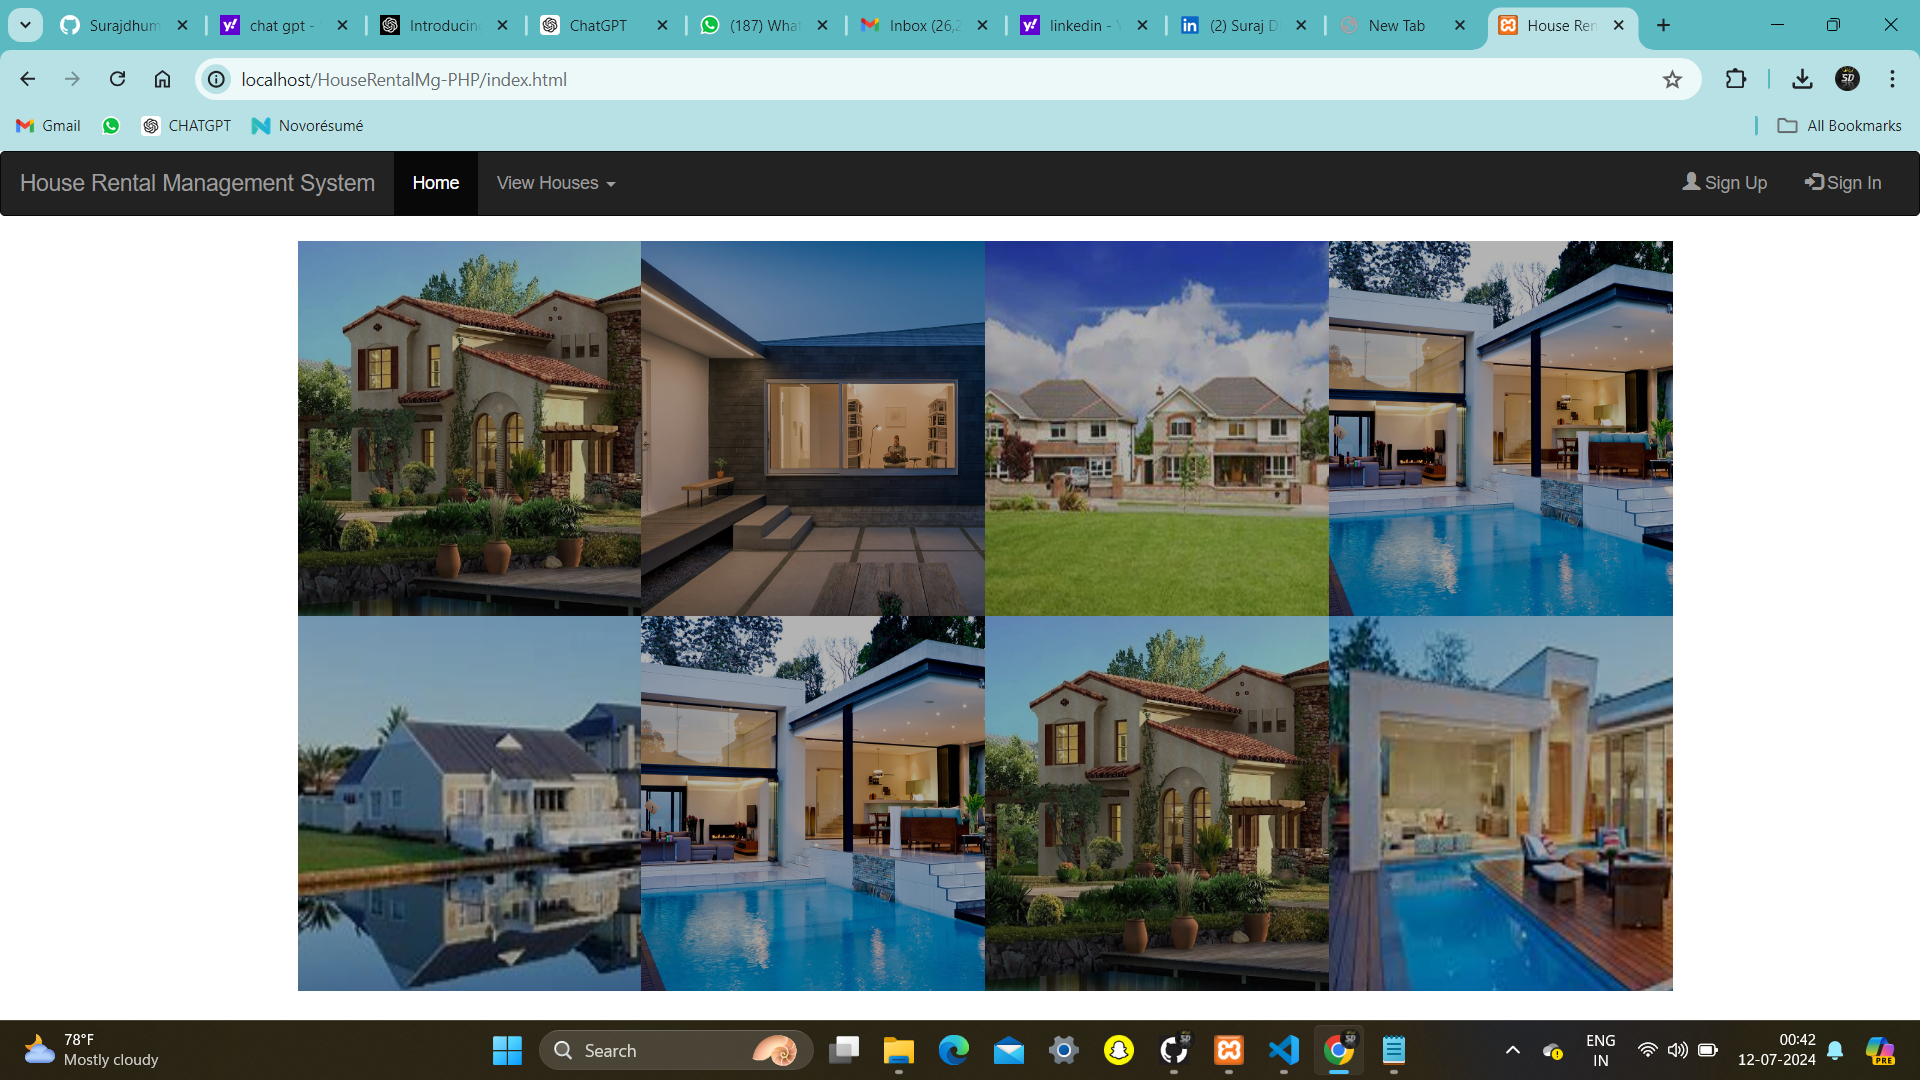 Surajdhum
chat gpt -
Introducin
ChatGPT
(187) What
Inbox (26,2
linkedin - Y
(2) Suraj D
New Tab
House Ren
localhost/HouseRentalMg-PHP/index.html
SD
Gmail
CHATGPT
Novorésumé
All Bookmarks
House Rental Management System
Home
View Houses
Sign Up
Sign In
78°F
Mostly cloudy
Search
ENG
IN
00:42
12-07-2024
PRE